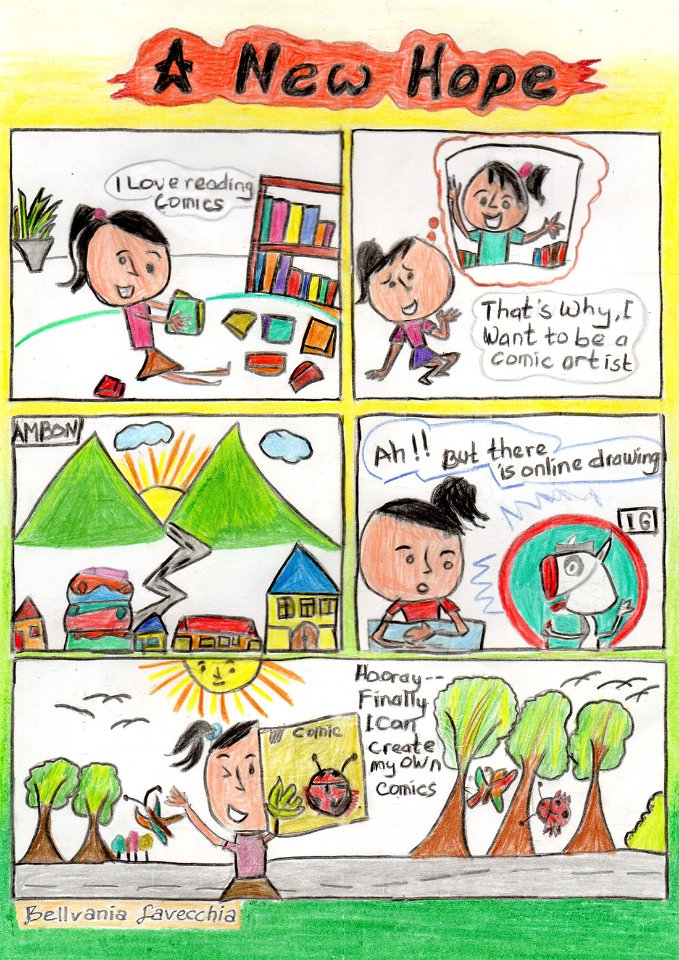 A New Hope
I Love reading
Comics
That's Why, I
Want to be a
comic artist
AMBON
Ah!! But there
is online drawing
IG
Hooray--
Finally
I Can
Create
my own
Comics
Comic
Bellvania Lavecchia